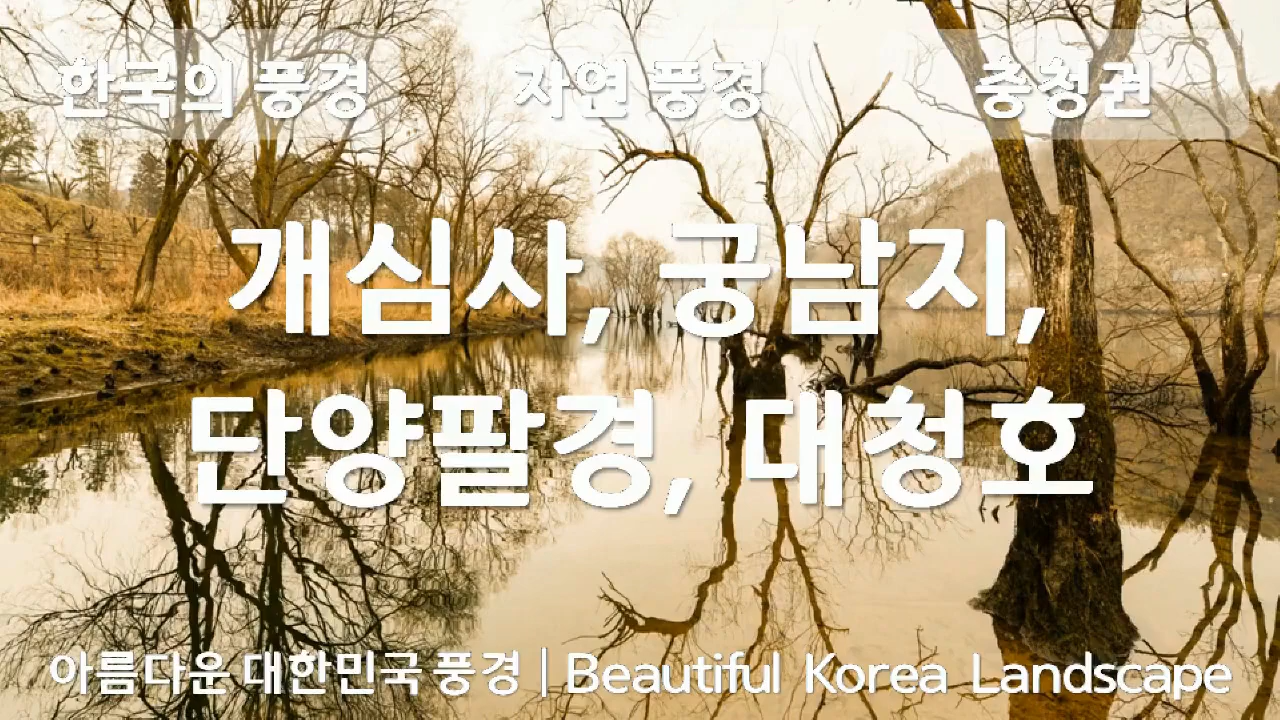 한국의 풍경 자연 풍경 충청권
개심사, 궁남지,
단양팔경, 대청호
아름다운 대한민국 풍경 | Beautiful Korea Landscape